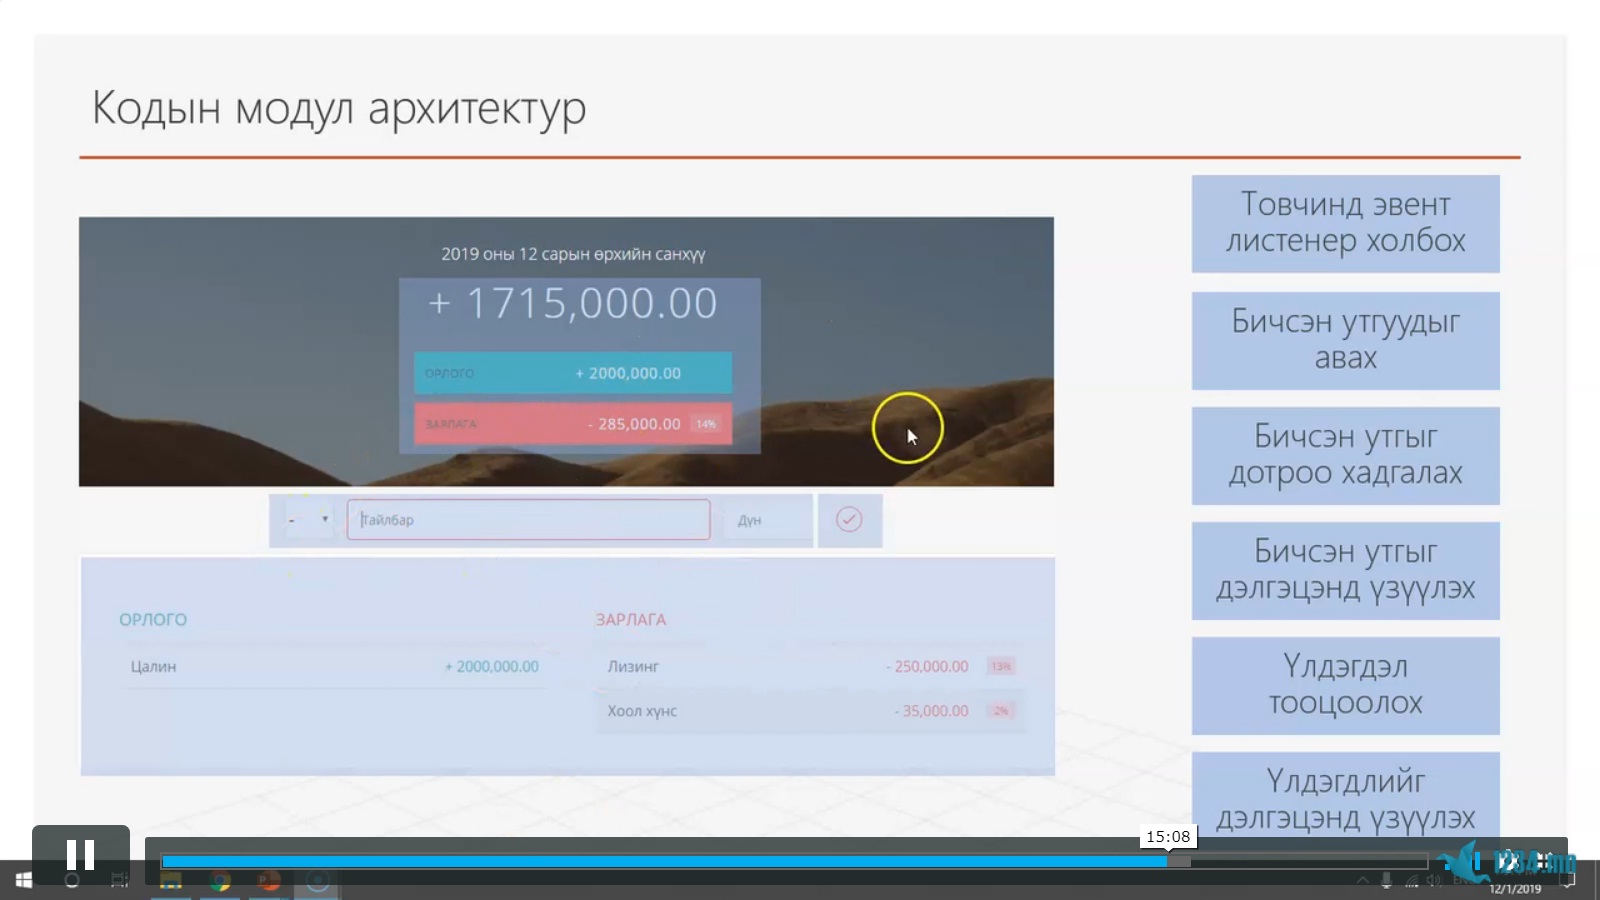 Кодын модул архитектур
2019 оны 12 сарын өрхийн санхүү
+ 1715,000.00
ОРЛОГО + 2000,000.00
ЗАРЛАГА - 285,000.00 14%
- Тайлбар Дүн
ОРЛОГО
Цалин + 2000,000.00
ЗАРЛАГА
Лизинг - 250,000.00 13%
Хоол хүнс - 35,000.00 2%
Товчинд эвент
листенер холбох
Бичсэн утгуудыг
авах
Бичсэн утгыг
дотроо хадгалах
Бичсэн утгыг
дэлгэцэнд үзүүлэх
Үлдэгдэл
тооцоолох
Үлдэгдлийг
дэлгэцэнд үзүүлэх
15:08
1234.mn
12/1/2019